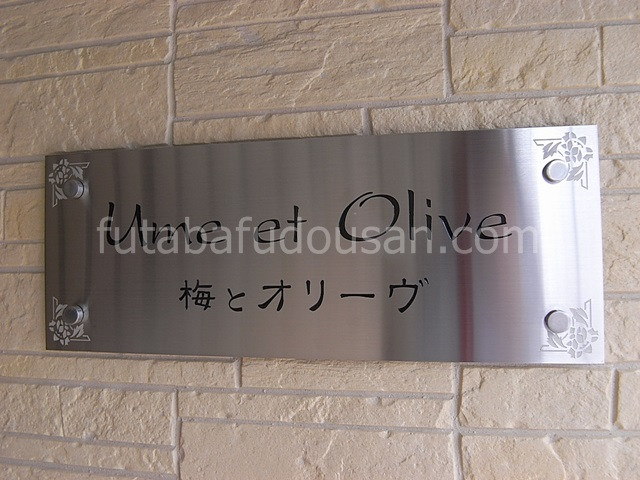 Ume et Olive
futabafudousan.com
梅とオリーヴ